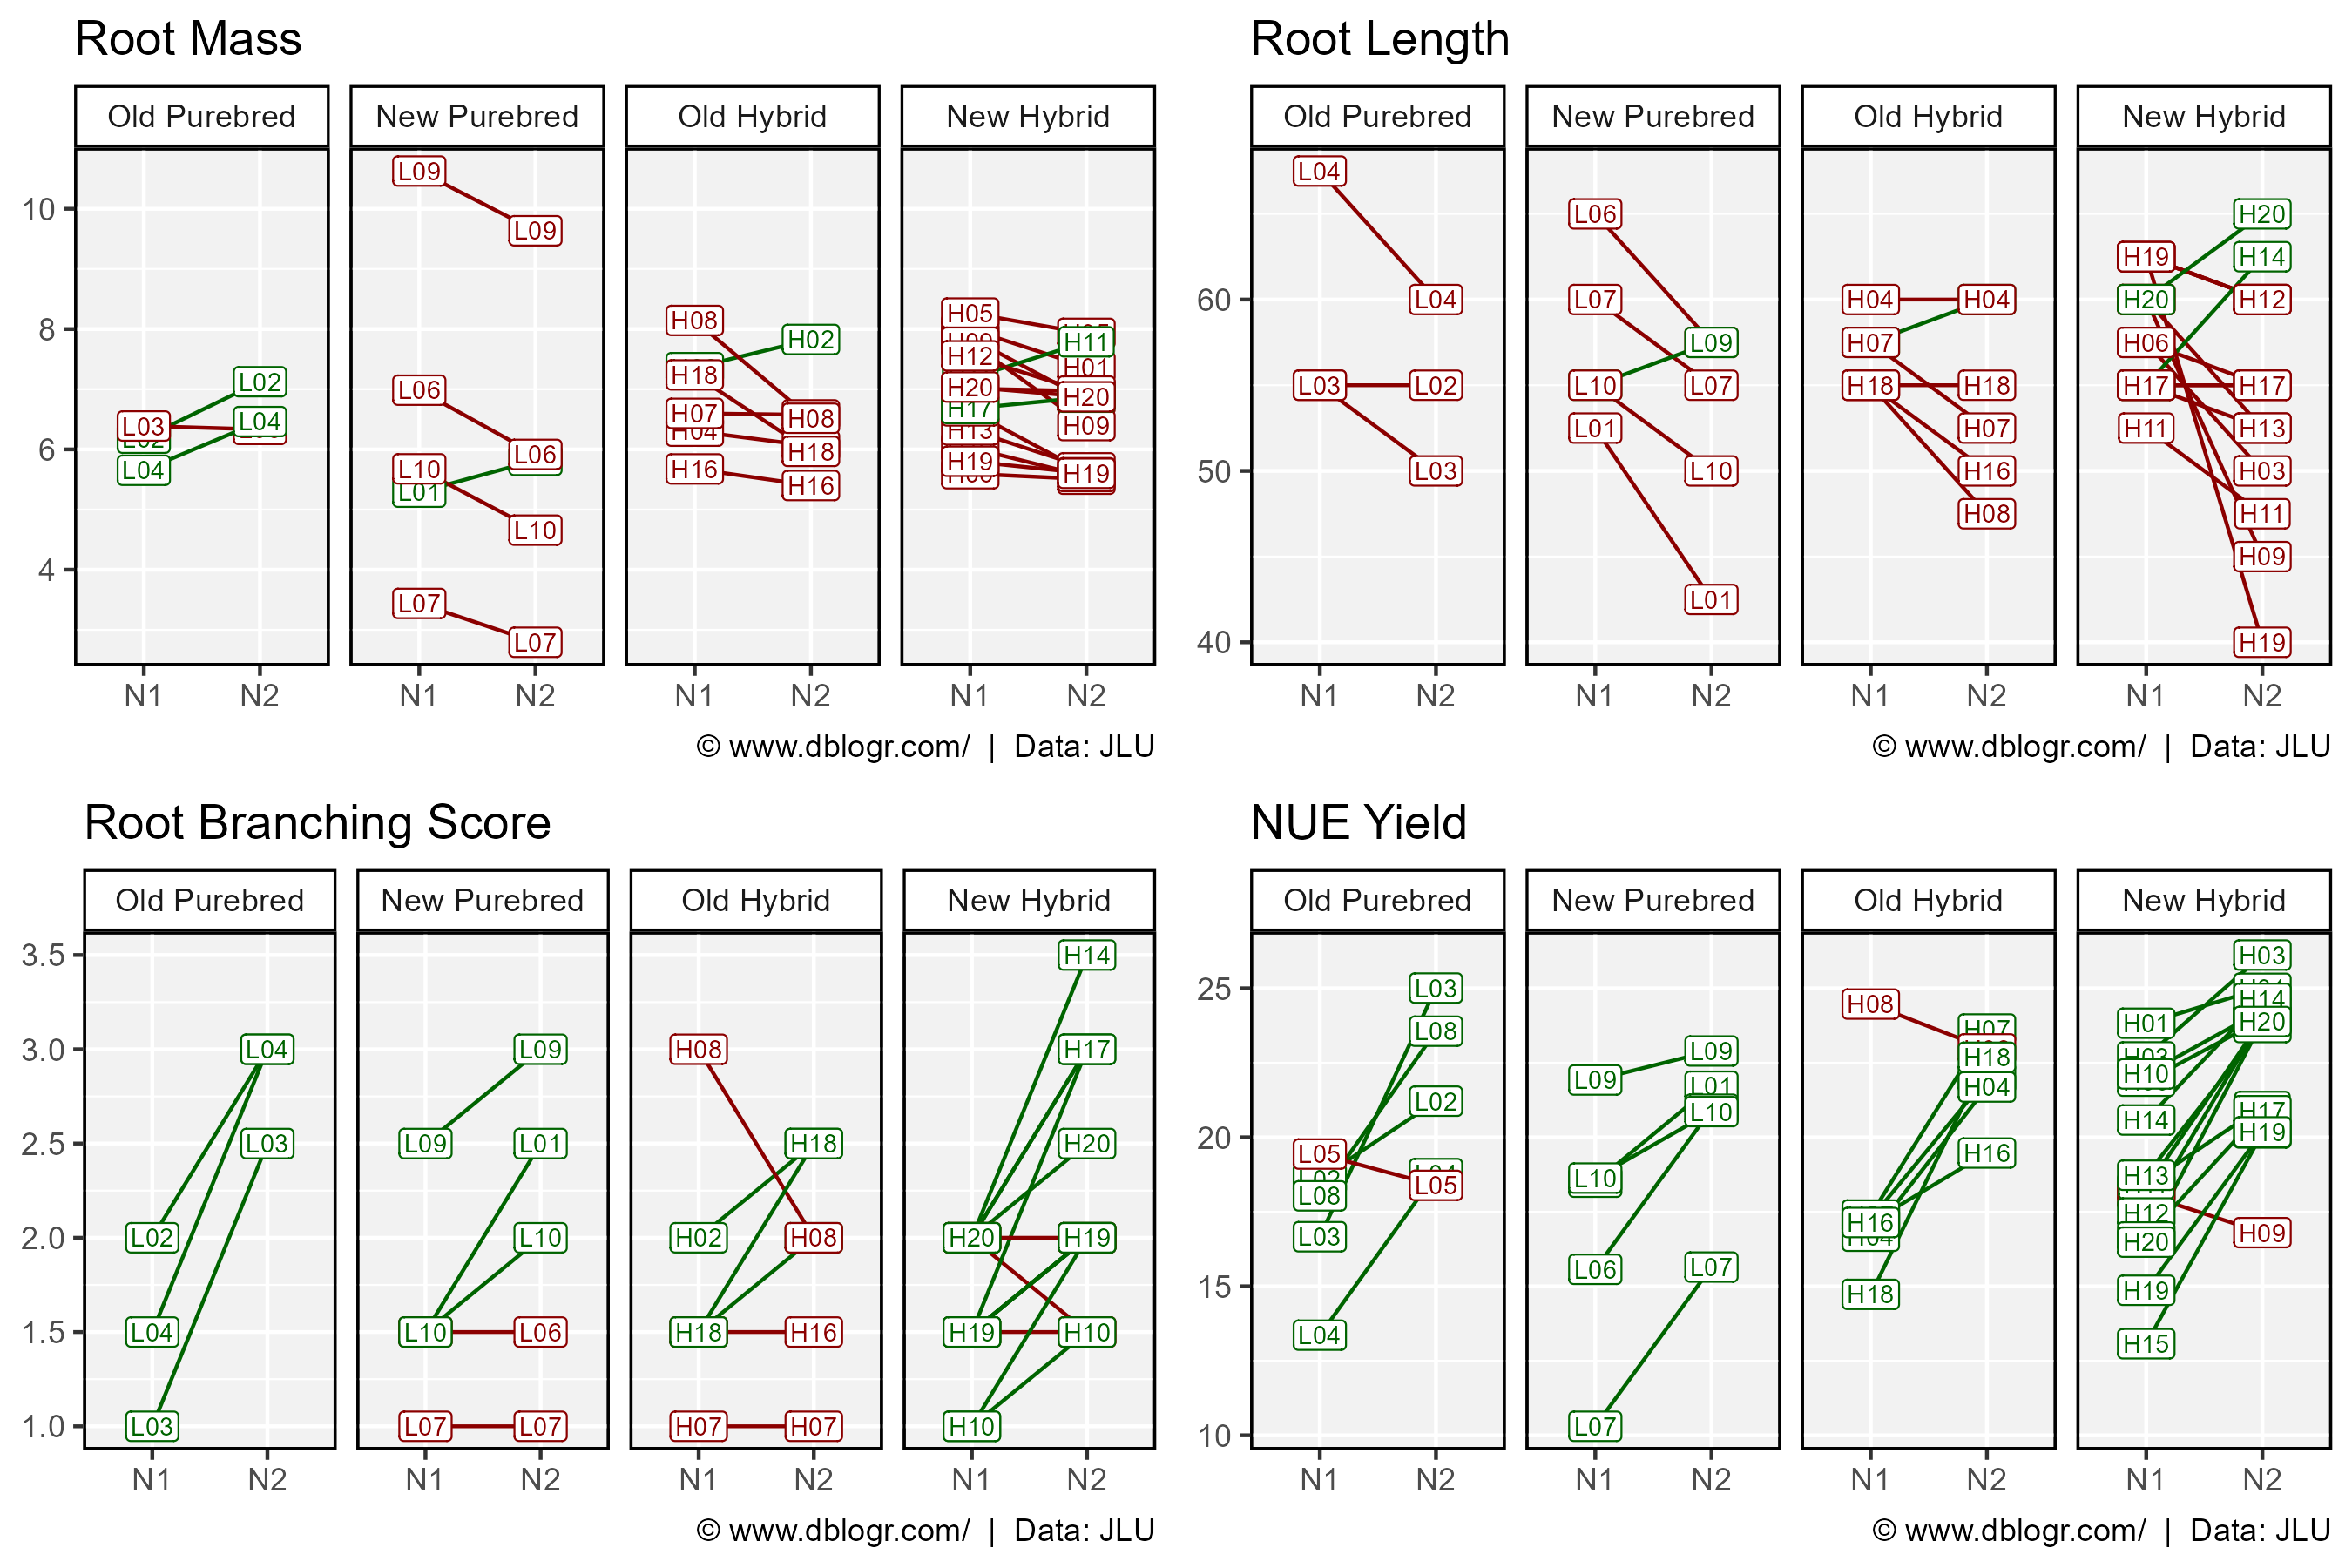 Root Mass
Old Purebred New Purebred Old Hybrid New Hybrid
10
8
6
4
L03
L04
L02
L04
L09
L06
L10
L01
L07
L09
L06
L10
L07
H08
H18
H07
H04
H16
H02
H08
H18
H16
H05
H12
H20
H17
H13
H19
H11
H01
H20
H09
H19
N1 N2 N1 N2 N1 N2 N1 N2
© www.dblogr.com/ | Data: JLU
Root Length
Old Purebred New Purebred Old Hybrid New Hybrid
60
50
40
L04
L03
L04
L02
L03
L06
L07
L10
L01
L09
L07
L10
L01
H04
H07
H18
H04
H18
H07
H16
H08
H19
H20
H06
H17
H11
H20
H14
H12
H17
H13
H03
H11
H09
H19
N1 N2 N1 N2 N1 N2 N1 N2
© www.dblogr.com/ | Data: JLU
Root Branching Score
Old Purebred New Purebred Old Hybrid New Hybrid
3.5
3.0
2.5
2.0
1.5
1.0
L02
L04
L03
L04
L03
L09
L10
L07
L09
L01
L10
L06
L07
H08
H02
H18
H07
H18
H08
H16
H07
H20
H19
H10
H14
H17
H20
H19
H10
N1 N2 N1 N2 N1 N2 N1 N2
© www.dblogr.com/ | Data: JLU
NUE Yield
Old Purebred New Purebred Old Hybrid New Hybrid
25
20
15
10
L05
L08
L03
L04
L03
L08
L02
L05
L09
L10
L06
L07
L09
L01
L10
L07
H08
H16
H04
H18
H07
H18
H04
H16
H01
H03
H10
H14
H13
H12
H20
H19
H15
H03
H14
H20
H17
H19
H09
N1 N2 N1 N2 N1 N2 N1 N2
© www.dblogr.com/ | Data: JLU